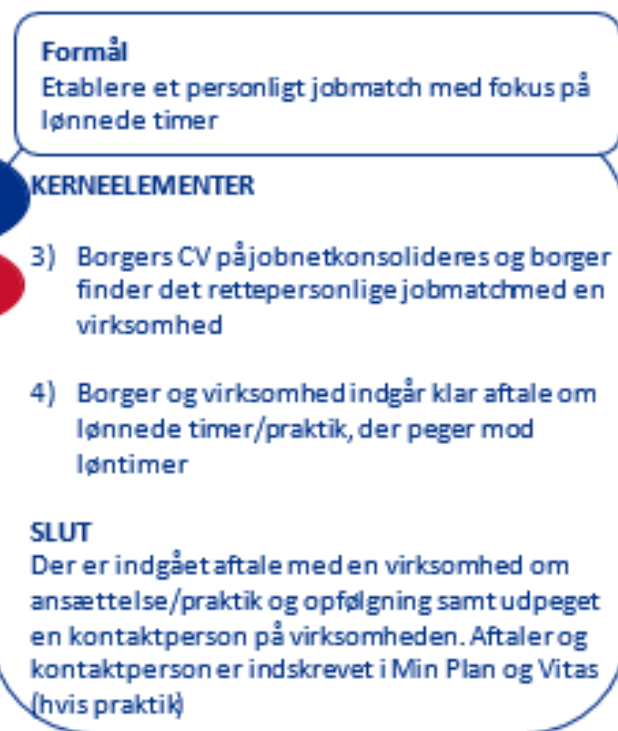 Formål
Etablere et personligt jobmatch med fokus på
lønnede timer
KERNEELEMENTER
3) Borgers CV på jobnet konsolideres og borger
finder det rette personlige jobmatch med en
virksomhed
4) Borger og virksomhed indgår klar aftale om
lønnede timer/praktik, der peger mod
løntimer
SLUT
Der er indgået aftale med en virksomhed om
ansættelse/praktik og opfølgning samt udpeget
en kontaktperson på virksomheden. Aftaler og
kontaktperson er indskrevet i Min Plan og Vitas
(hvis praktik)